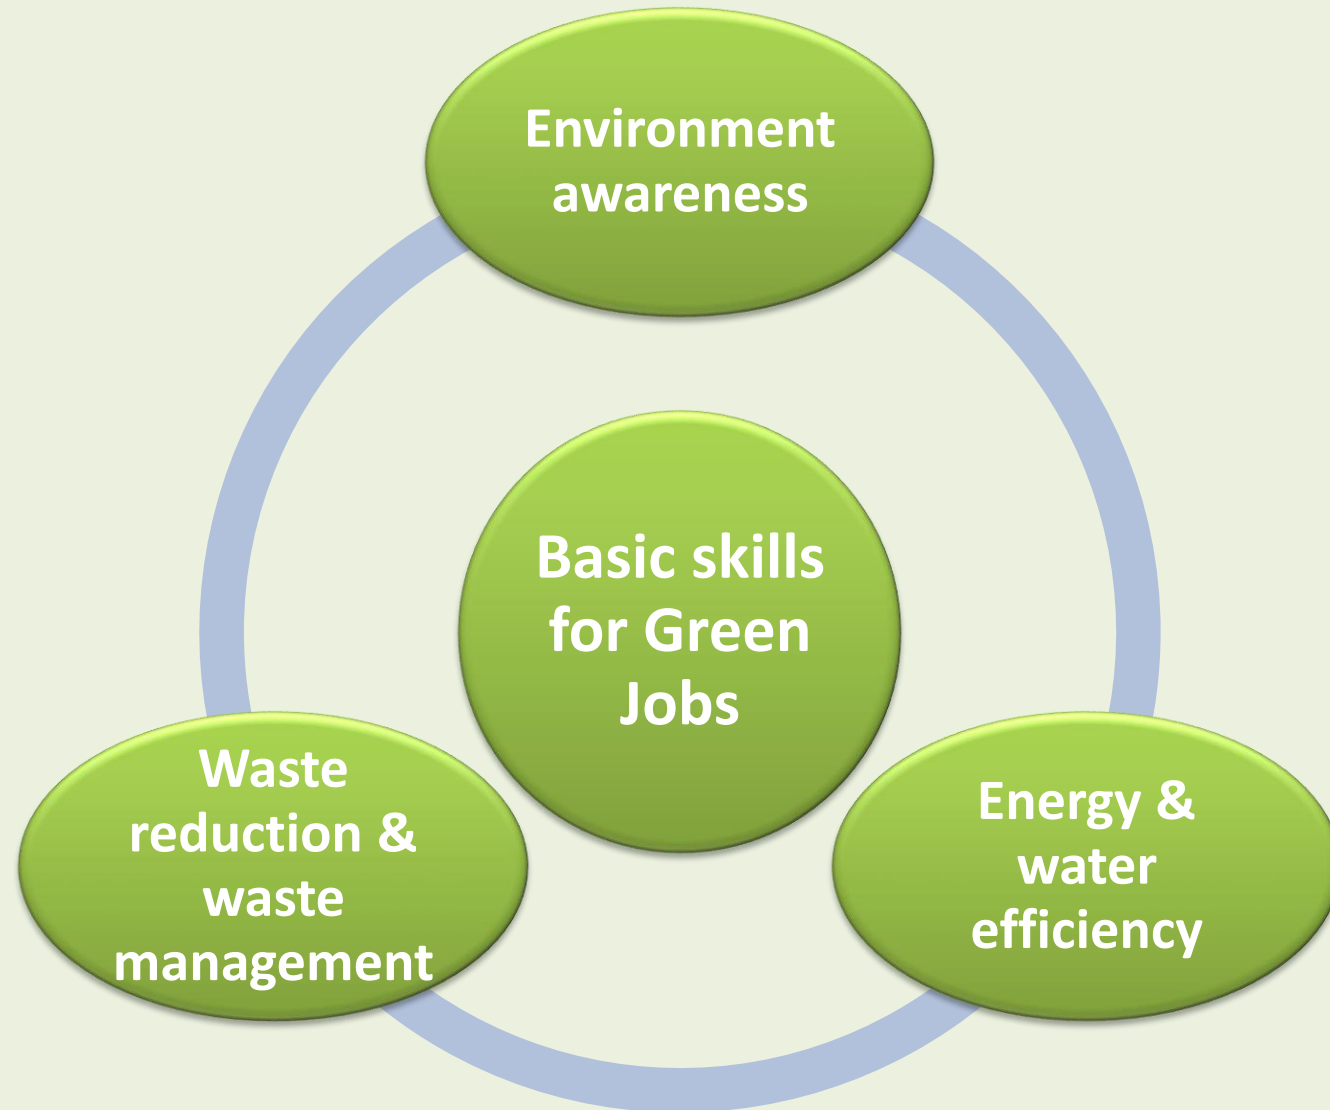 Environment
awareness
Basic skills
for Green
Jobs
Waste
reduction &
waste
management
Energy &
water
efficiency